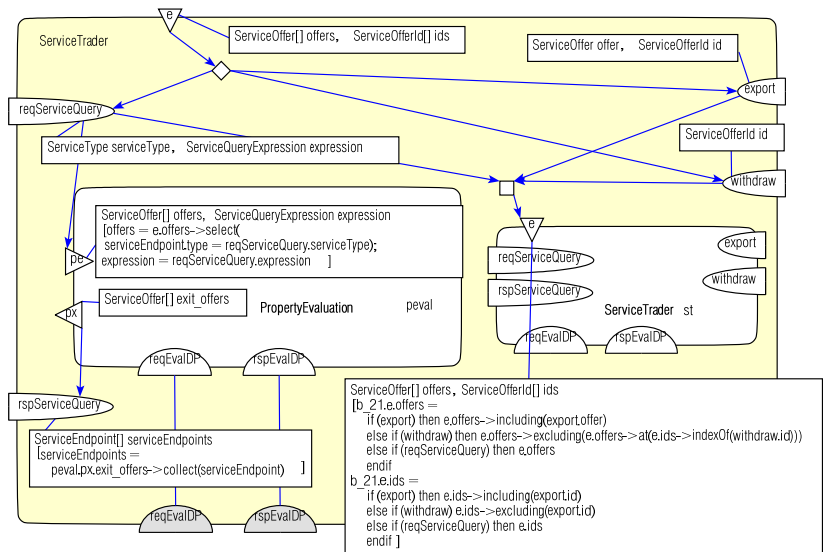 e
ServiceTrader
ServiceOffer[] offers, ServiceOfferId[] ids
ServiceOffer offer, ServiceOfferId id
export
reqServiceQuery
ServiceOfferId id
ServiceType serviceType, ServiceQueryExpression expression
withdraw
ServiceOffer[] offers, ServiceQueryExpression expression
[offers = e.offers->select(
serviceEndpoint.type = reqServiceQuery.serviceType);
expression = reqServiceQuery.expression ]
pe
e
export
reqServiceQuery
withdraw
rspServiceQuery
ServiceOffer[] exit_offers
px
PropertyEvaluation peval
ServiceTrader st
reqEvalDP
rspEvalDP
reqEvalDP
rspEvalDP
rspServiceQuery
ServiceEndpoint[] serviceEndpoints
[serviceEndpoints =
peval.px.exit_offers->collect(serviceEndpoint) ]
reqEvalDP
rspEvalDP
ServiceOffer[] offers, ServiceOfferId[] ids
[b_21.e.offers =
if (export) then e.offers->including(export.offer)
else if (withdraw) then e.offers->excluding(e.offers->at(e.ids->indexOf(withdraw.id)))
else if (reqServiceQuery) then e.offers
endif
b_21.e.ids =
if (export) then e.ids->including(export.id)
else if (withdraw) e.ids->excluding(export.id)
else if (reqServiceQuery) then e.ids
endif ]